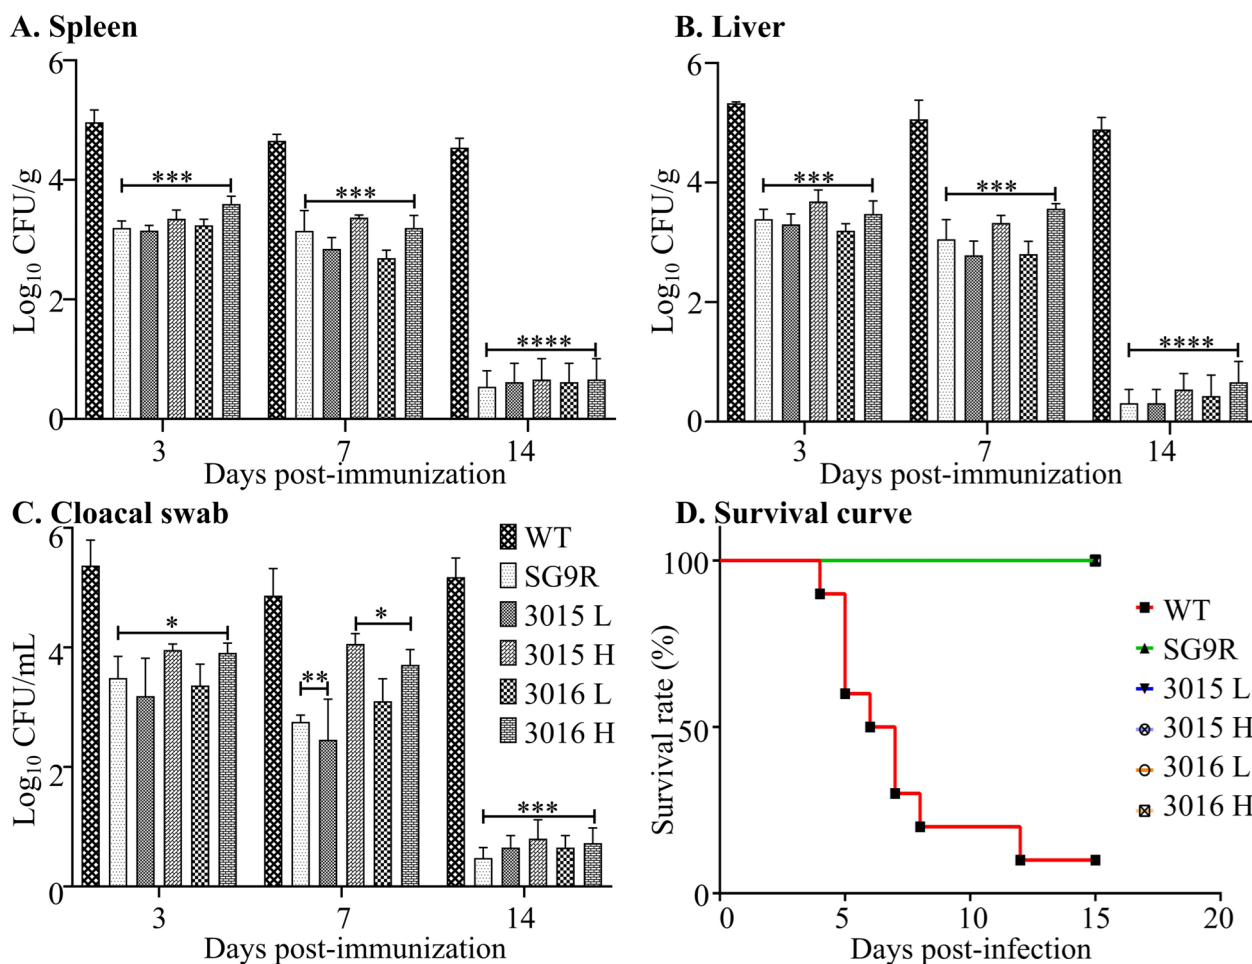 A. Spleen
6
4
2
0
Log10 CFU/g
***
***
****
3 7 14
Days post-immunization
B. Liver
6
4
2
0
Log10 CFU/g
***
***
****
3 7 14
Days post-immunization
C. Cloacal swab
6
4
2
0
Log10 CFU/mL
*
**
*
***
3 7 14
Days post-immunization
WT
SG9R
3015 L
3015 H
3016 L
3016 H
D. Survival curve
100
50
0
Survival rate (%)
0 5 10 15 20
Days post-infection
WT
SG9R
3015 L
3015 H
3016 L
3016 H